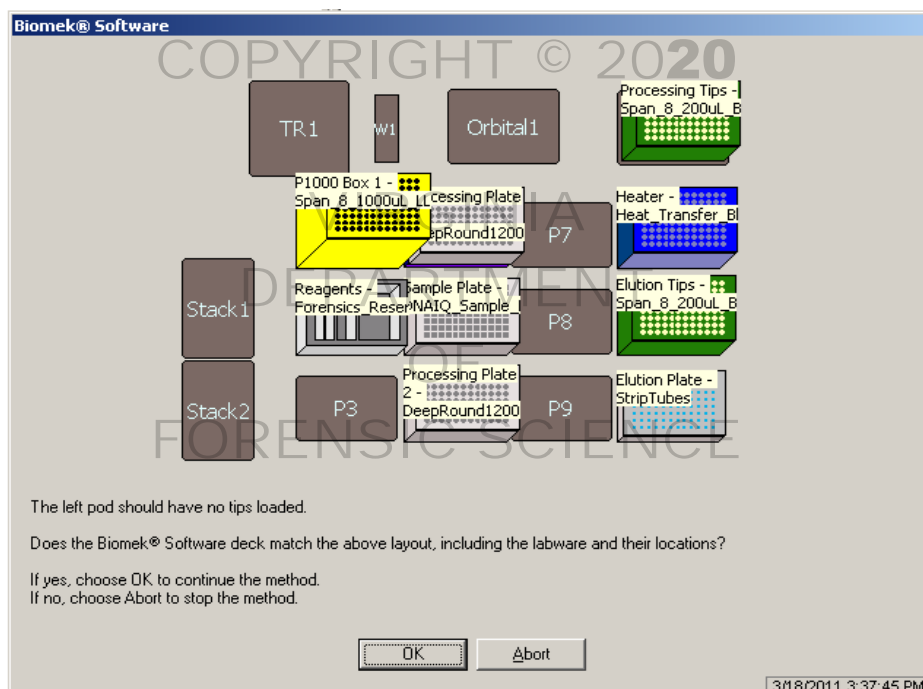 Biomek® Software
COPYRIGHT © 2020
TR1
W1
Orbital1
Processing Tips -
Span_8_200uL_B
P1000 Box 1 -
Span_8_1000uL_LL
cessing Plate
epRound1200
P7
Heater -
Heat_Transfer_Bl
VIRGINIA
DEPARTMENT
Stack1
Reagents -
Forensics_Reser
Sample Plate -
DNAIQ_Sample_
P8
Elution Tips -
Span_8_200uL_B
OF
Stack2
P3
Processing Plate
2 -
DeepRound1200
P9
Elution Plate -
StripTubes
FORENSIC SCIENCE
The left pod should have no tips loaded.
Does the Biomek® Software deck match the above layout, including the labware and their locations?
If yes, choose OK to continue the method.
If no, choose Abort to stop the method.
OK
Abort
3/18/2011 3:37:45 PM